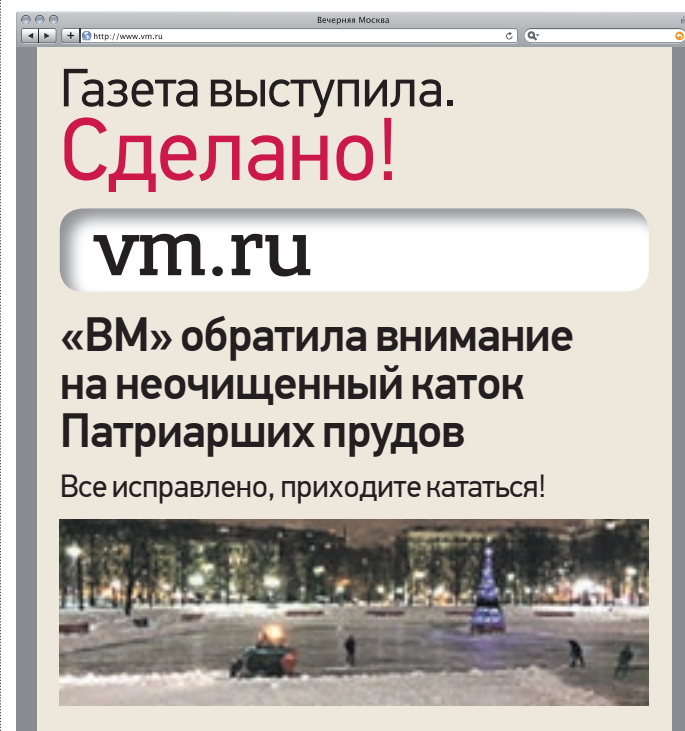 Вечерняя Москва
http://www.vm.ru
Газета выступила.
Сделано!
vm.ru
«ВМ» обратила внимание
на неочищенный каток
Патриарших прудов
Все исправлено, приходите кататься!